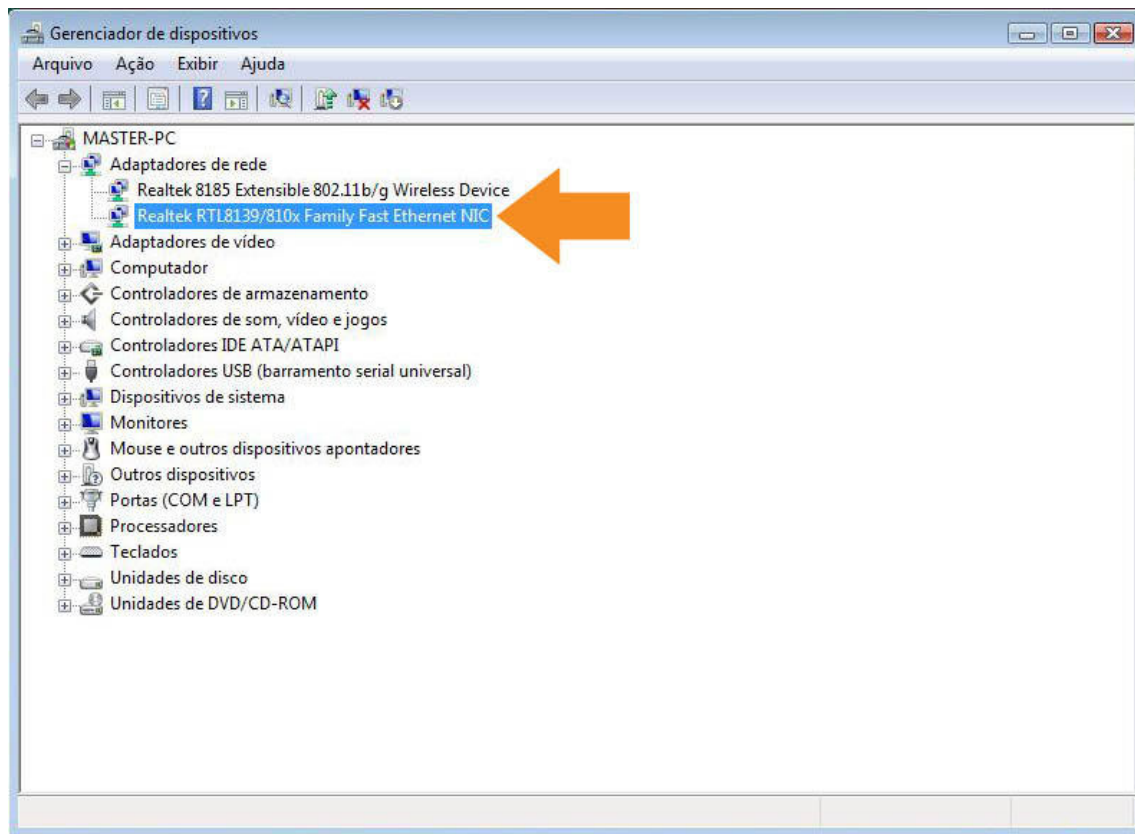 Gerenciador de dispositivos
Arquivo Ação Exibir Ajuda
MASTER-PC
Adaptadores de rede
Realtek 8185 Extensible 802.11b/g Wireless Device
Realtek RTL8139/810x Family Fast Ethernet NIC
Adaptadores de vídeo
Computador
Controladores de armazenamento
Controladores de som, vídeo e jogos
Controladores IDE ATA/ATAPI
Controladores USB (barramento serial universal)
Dispositivos de sistema
Monitores
Mouse e outros dispositivos apontadores
Outros dispositivos
Portas (COM e LPT)
Processadores
Teclados
Unidades de disco
Unidades de DVD/CD-ROM